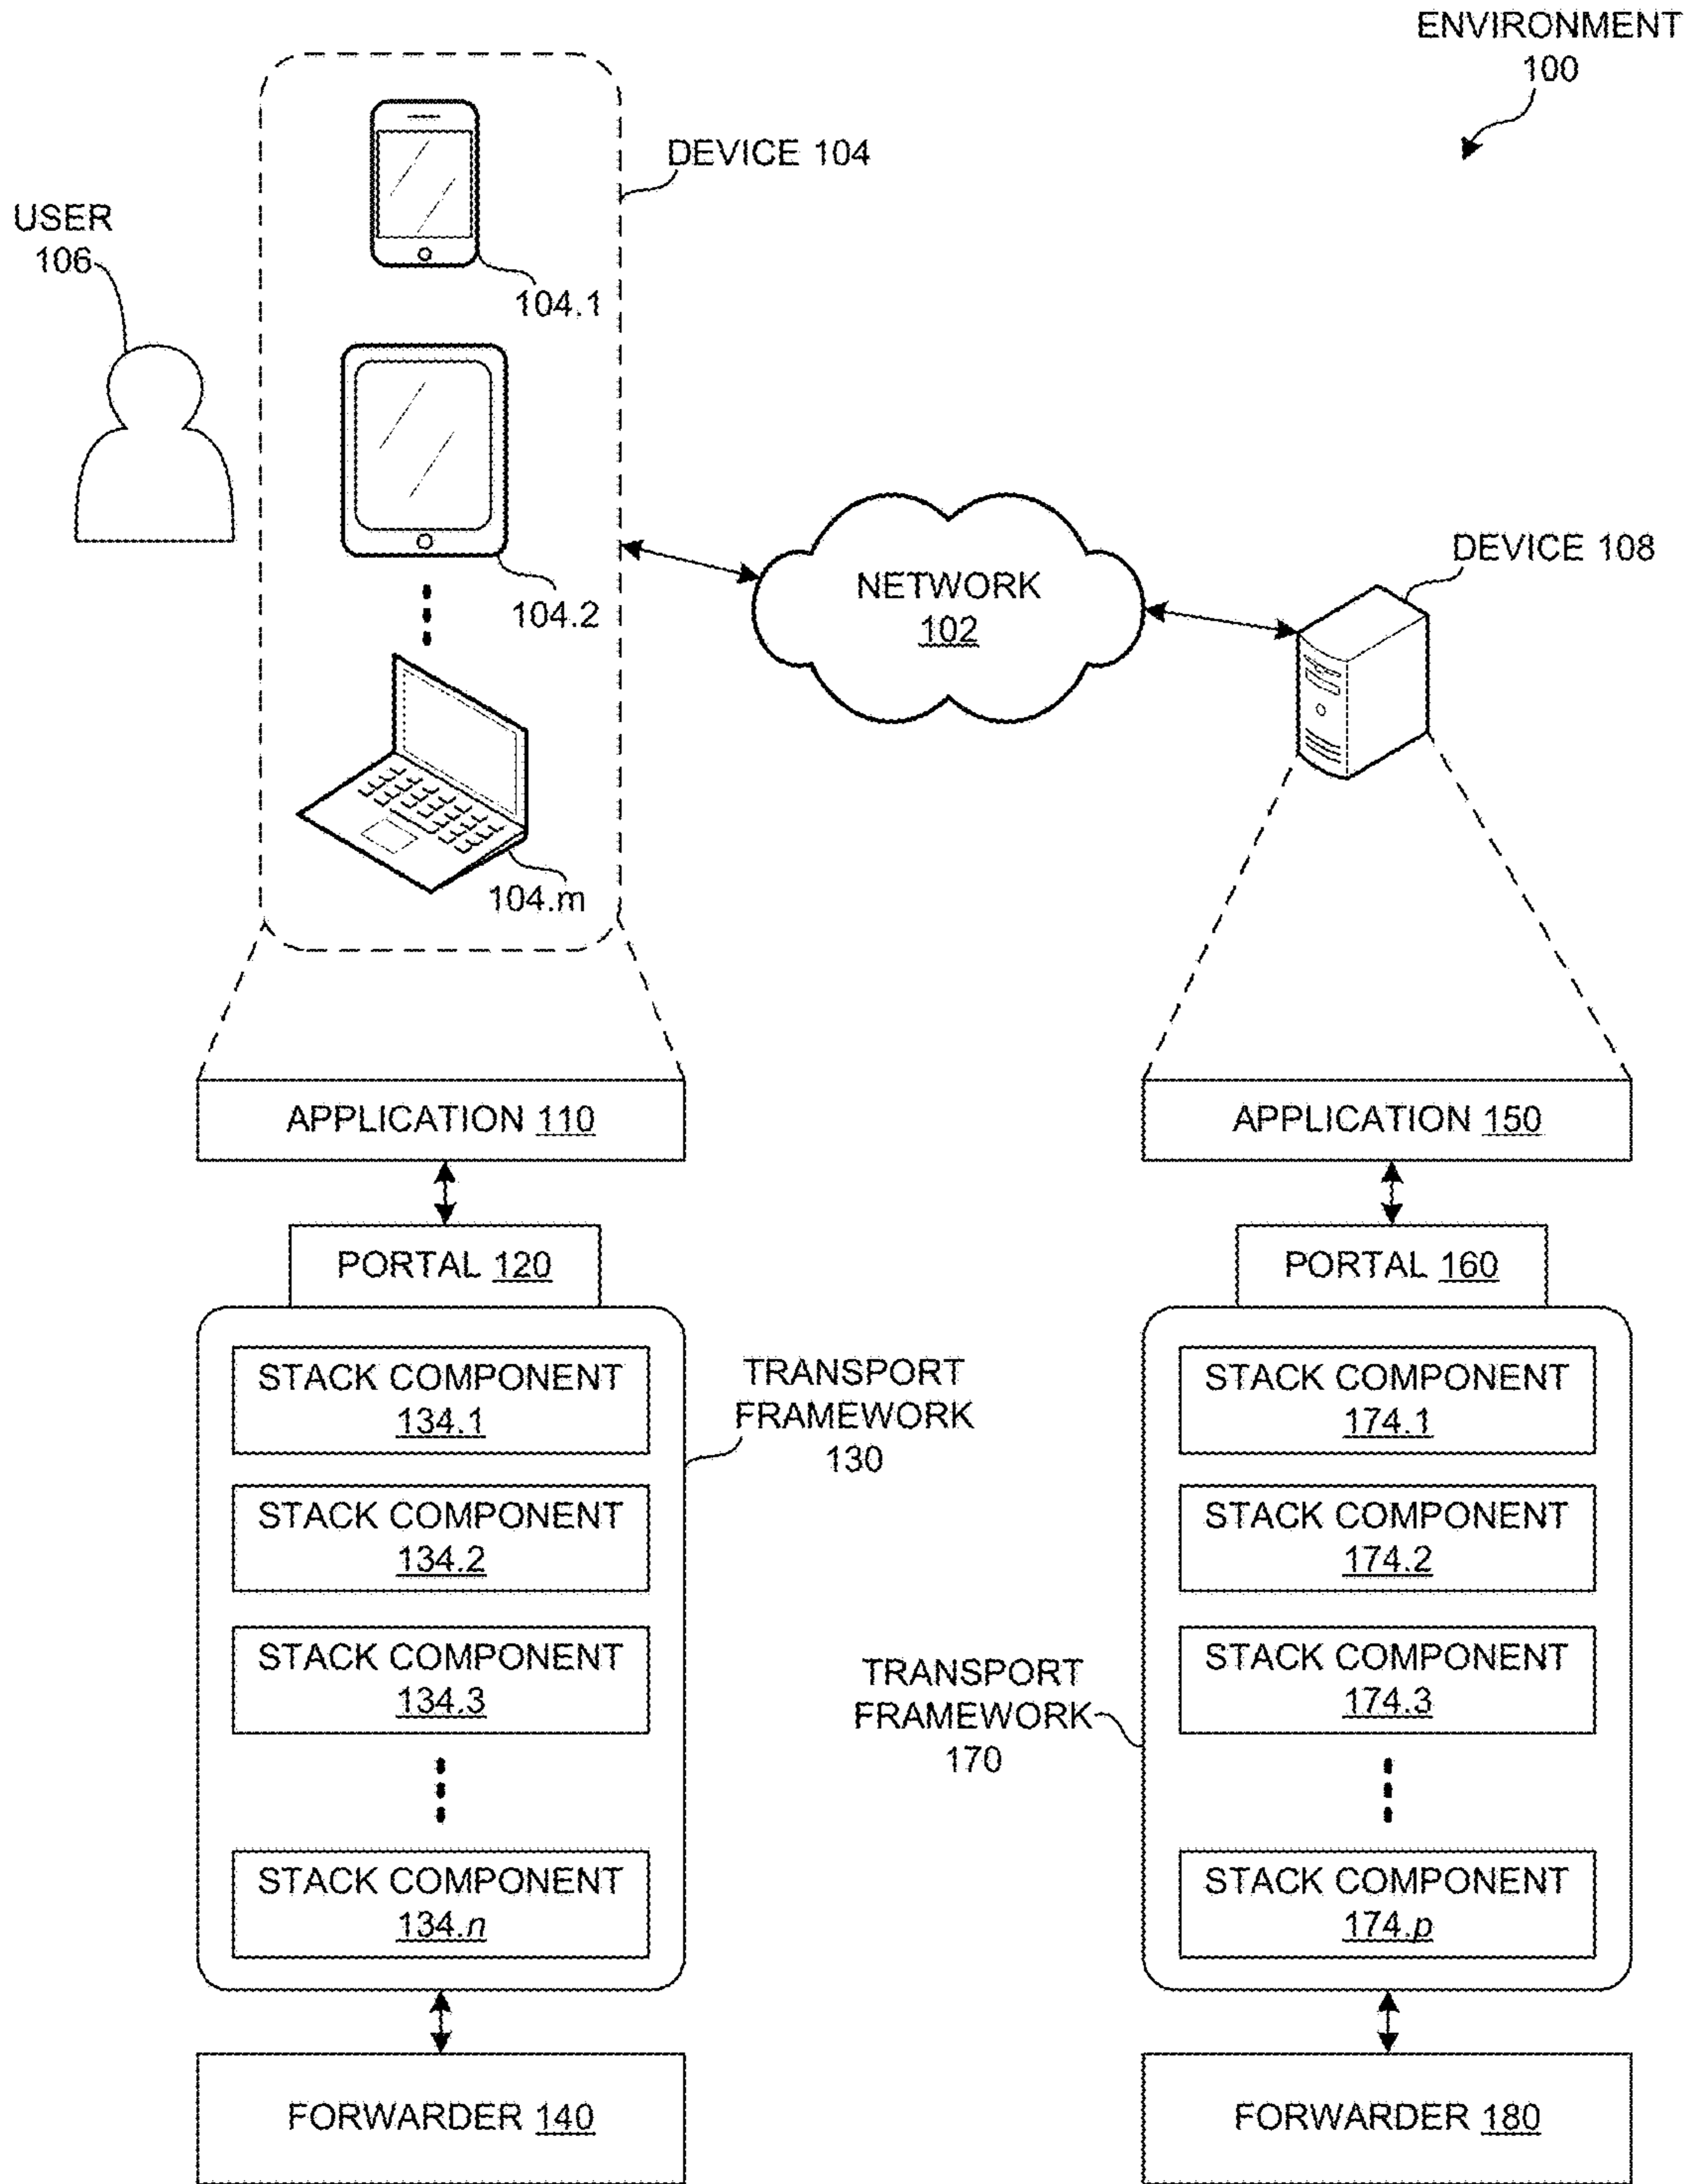 ENVIRONMENT
100
DEVICE 104
USER
106
104.1
104.2
104.m
NETWORK
102
DEVICE 108
APPLICATION 110
PORTAL 120
STACK COMPONENT
134.1
STACK COMPONENT
134.2
STACK COMPONENT
134.3
STACK COMPONENT
134.n
TRANSPORT
FRAMEWORK
130
FORWARDER 140
APPLICATION 150
PORTAL 160
STACK COMPONENT
174.1
STACK COMPONENT
174.2
STACK COMPONENT
174.3
STACK COMPONENT
174.p
TRANSPORT
FRAMEWORK
170
FORWARDER 180